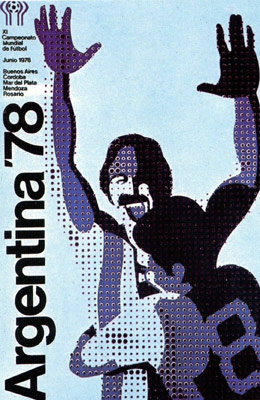 XI
Campeonato
Mundial
de Fútbol
Junio 1978
Buenos Aires
Córdoba
Mar del Plata
Mendoza
Rosario
Argentina '78